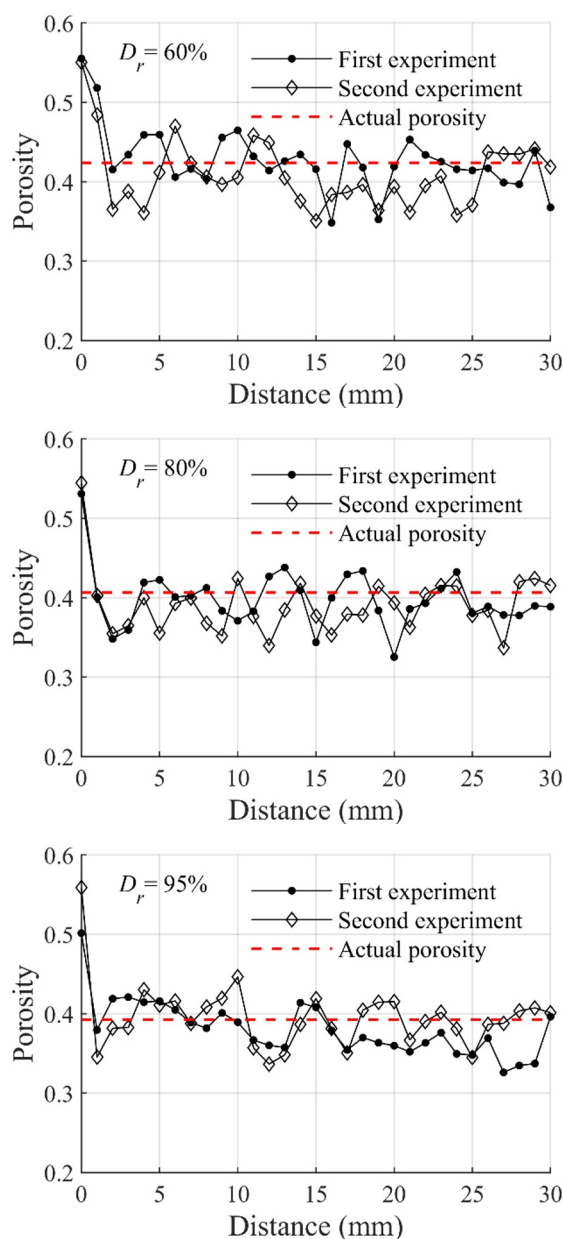 0.6
0.5
0.4
0.3
0.2
Porosity
D_r = 60%
First experiment
Second experiment
Actual porosity
0 5 10 15 20 25 30
Distance (mm)
0.6
0.5
0.4
0.3
0.2
Porosity
D_r = 80%
First experiment
Second experiment
Actual porosity
0 5 10 15 20 25 30
Distance (mm)
0.6
0.5
0.4
0.3
0.2
Porosity
D_r = 95%
First experiment
Second experiment
Actual porosity
0 5 10 15 20 25 30
Distance (mm)